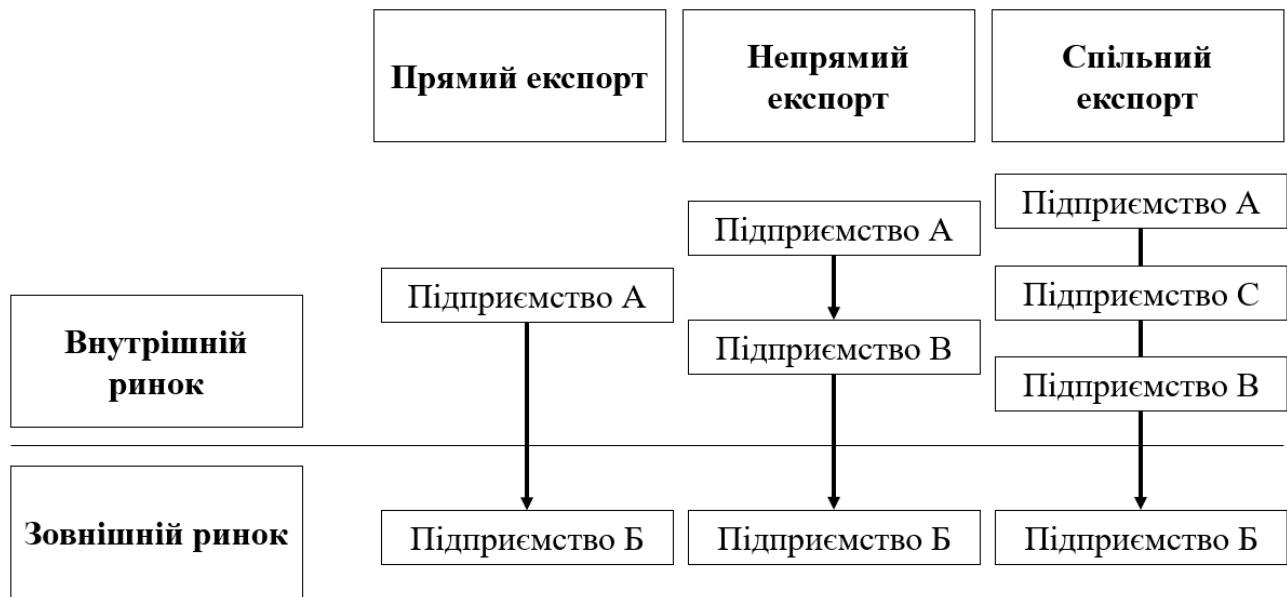 Прямий експорт
Непрямий
експорт
Спільний
експорт
Підприємство А
Підприємство А
Підприємство А
Підприємство С
Внутрішній
ринок
Підприємство В
Підприємство В
Зовнішній ринок
Підприємство Б
Підприємство Б
Підприємство Б